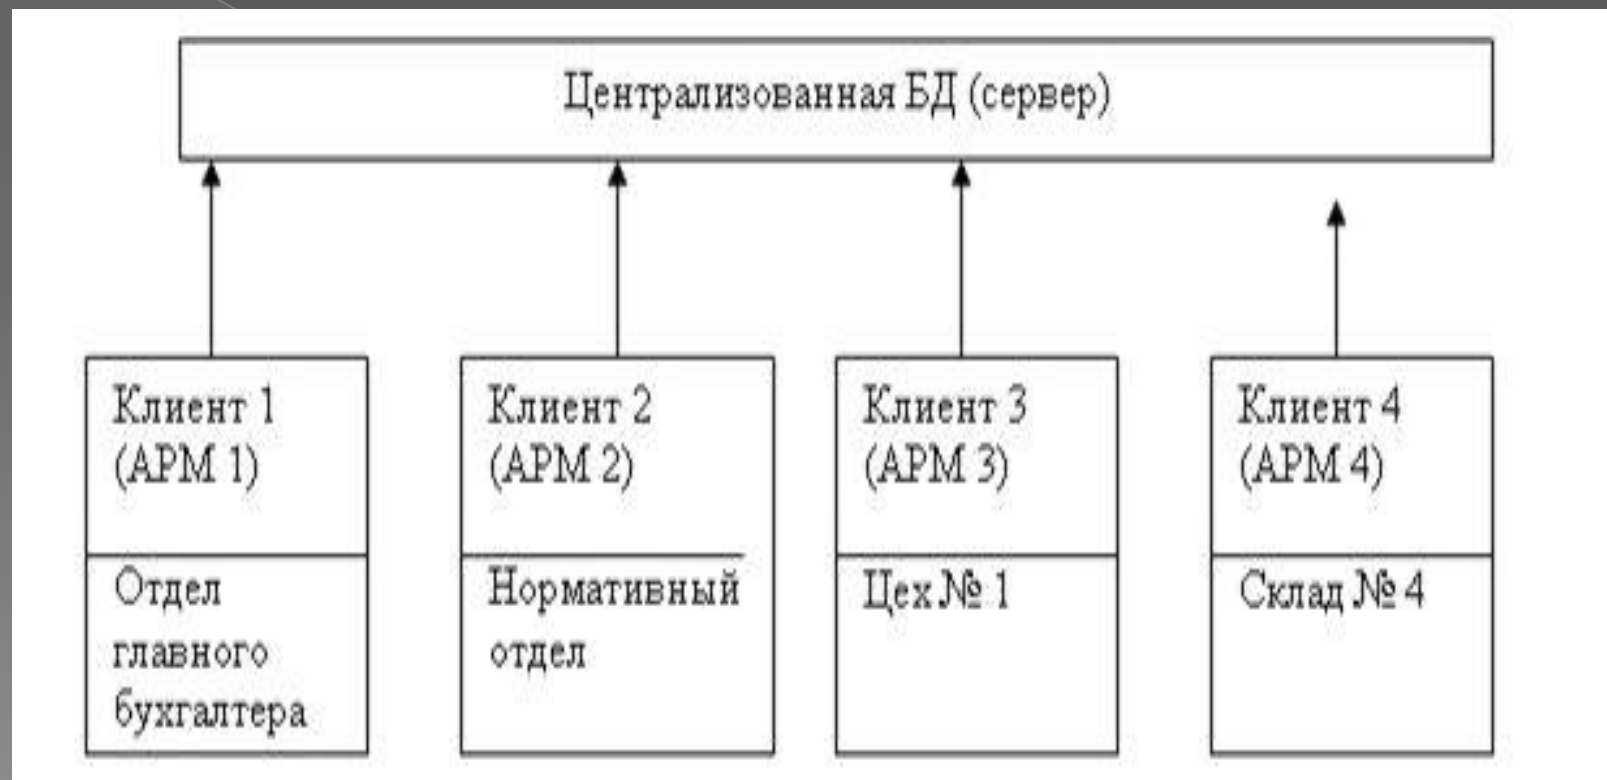 Централизованная БД (сервер)
Клиент 1
(АРМ 1)
Отдел
главного
бухгалтера
Клиент 2
(АРМ 2)
Нормативный
отдел
Клиент 3
(АРМ 3)
Цех № 1
Клиент 4
(АРМ 4)
Склад № 4